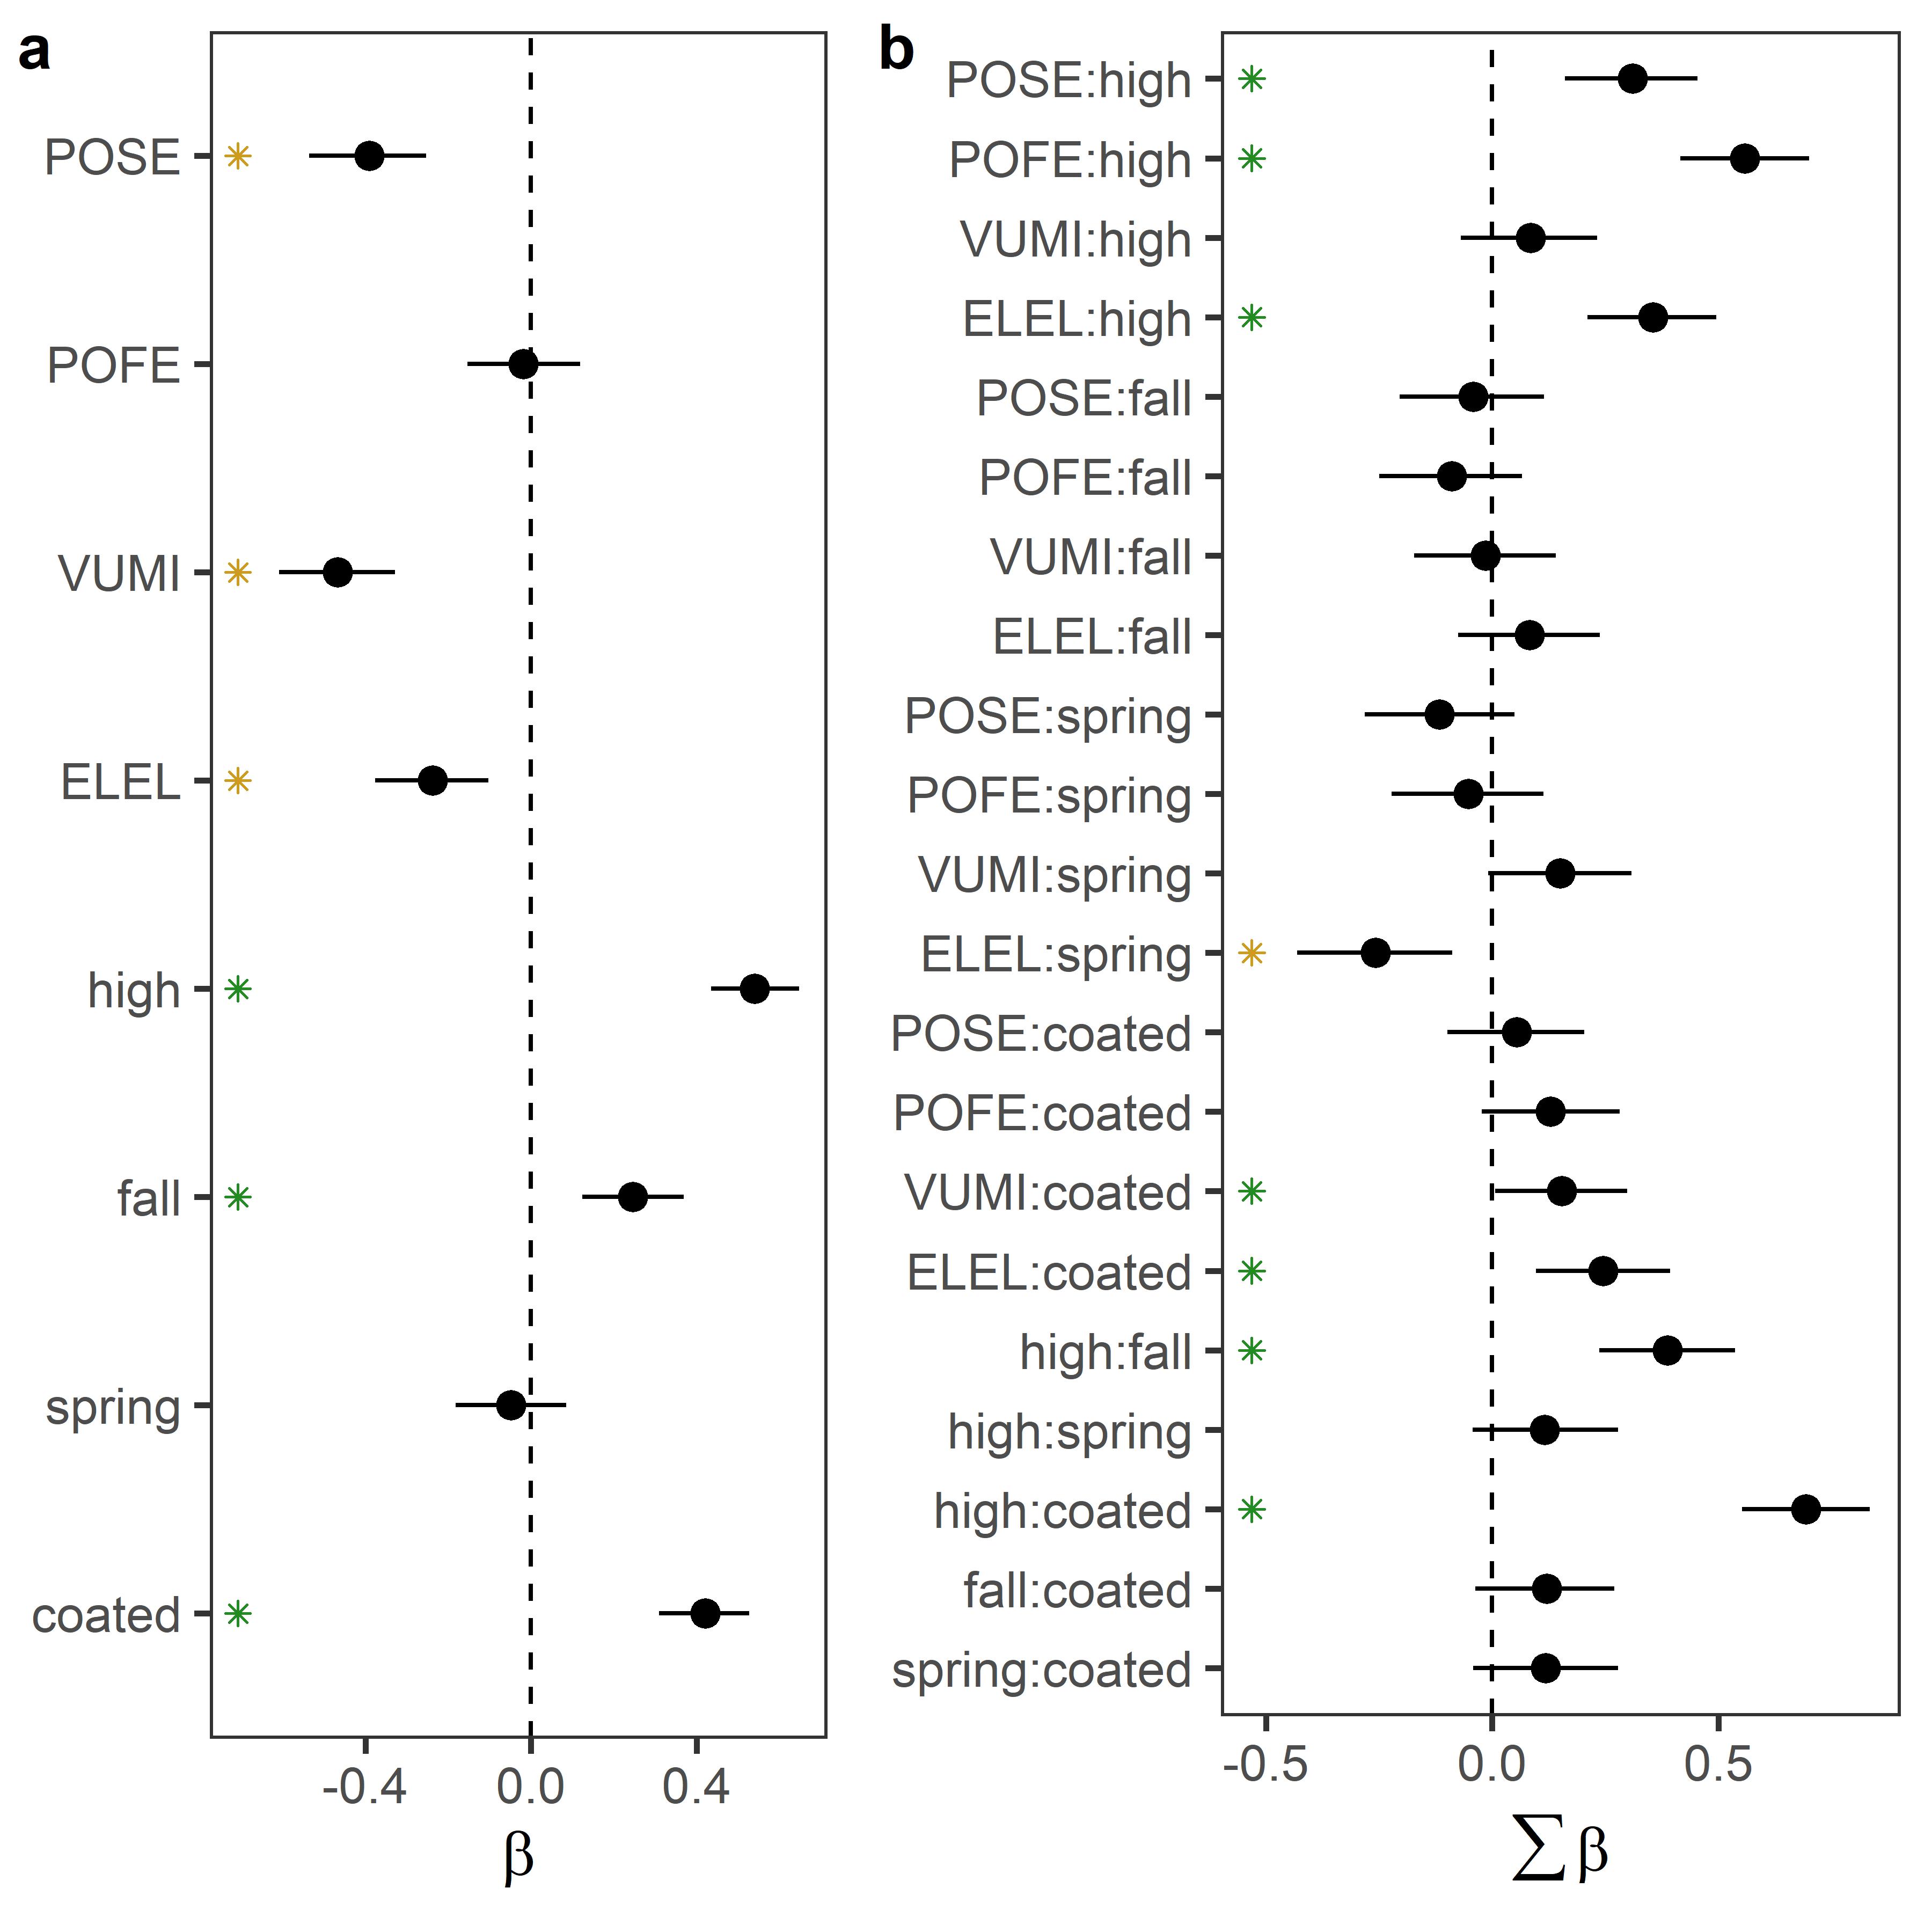 a
POSE
POFE
VUMI
ELEL
high
fall
spring
coated
-0.4 0.0 0.4
β
b
POSE:high
POFE:high
VUMI:high
ELEL:high
POSE:fall
POFE:fall
VUMI:fall
ELEL:fall
POSE:spring
POFE:spring
VUMI:spring
ELEL:spring
POSE:coated
POFE:coated
VUMI:coated
ELEL:coated
high:fall
high:spring
high:coated
fall:coated
spring:coated
-0.5 0.0 0.5
∑ β